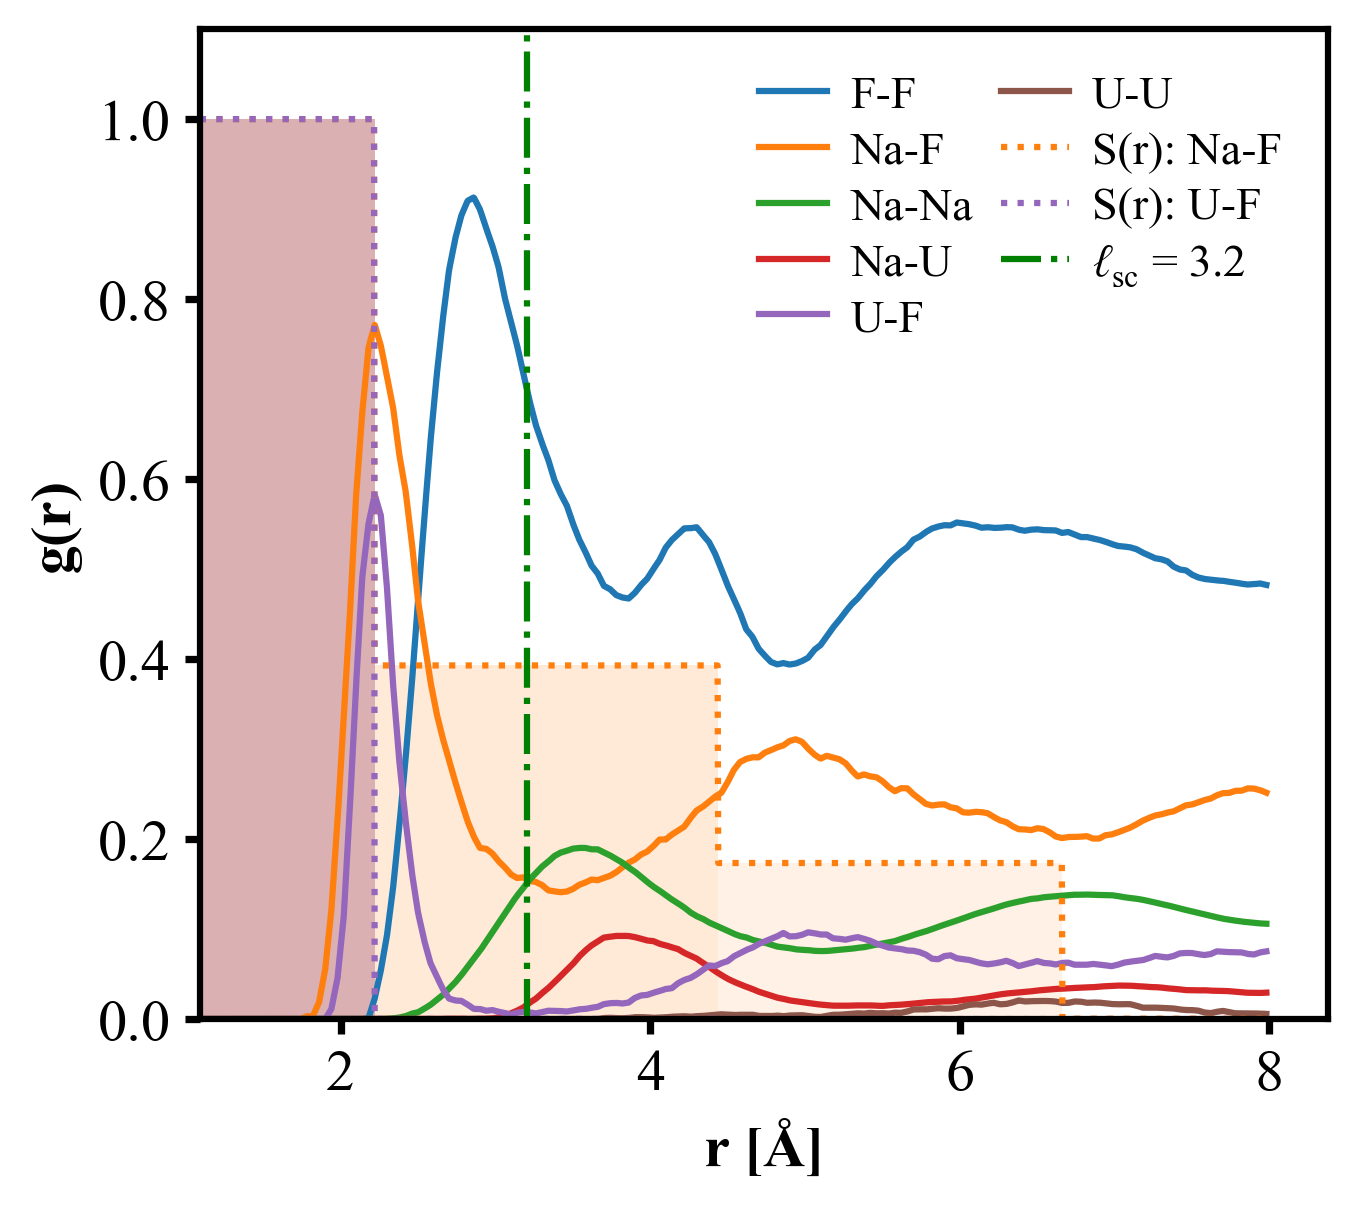 F-F
Na-F
Na-Na
Na-U
U-F
U-U
S(r): Na-F
S(r): U-F
ℓsc = 3.2
g(r)
1.0
0.8
0.6
0.4
0.2
0.0
2 4 6 8
r [Å]